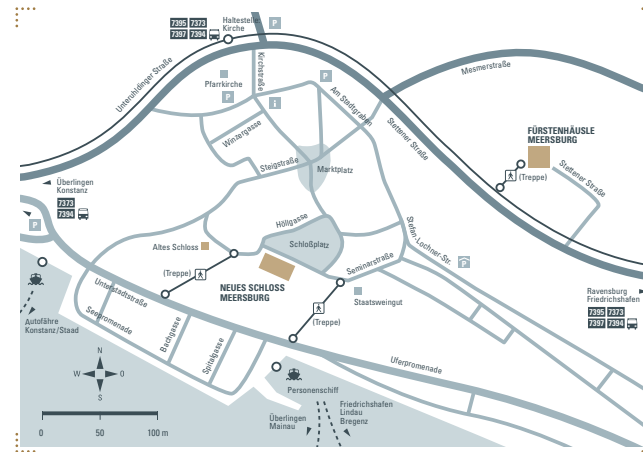 7395 7373
7397 7394
Haltestelle
Kirche
P
Unteruhldinger Straße
Kirchstraße
Pfarrkirche
P
i
P
Am Stadtgraben
Mesmerstraße
Stettener Straße
FÜRSTENHÄUSLE
MEERSBURG
(Treppe)
Stettener Straße
Winzergasse
Steigstraße
Marktplatz
Überlingen
Konstanz
7373
7394
P
Höllgasse
Schloßplatz
Altes Schloss
(Treppe)
NEUES SCHLOSS
MEERSBURG
Seminarstraße
Stefan-Lochner-Str.
P
Staatsweingut
(Treppe)
Ravensburg
Friedrichshafen
7395 7373
7397 7394
Autofähre
Konstanz/Staad
Unterstadtstraße
Seepromenade
Bachgasse
Spitalgasse
Uferpromenade
N
W O
S
Personenschiff
Überlingen
Mainau
Friedrichshafen
Lindau
Bregenz
0 50 100 m